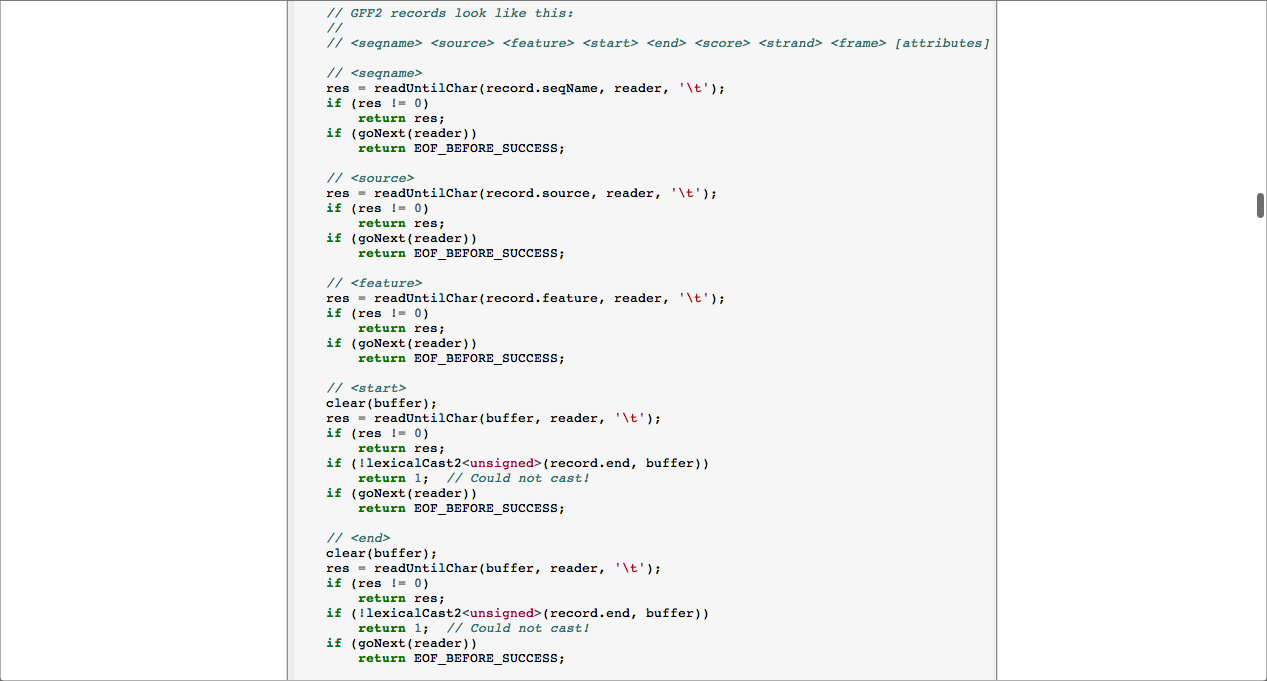 // GFF2 records look like this:
//
// <seqname> <source> <feature> <start> <end> <score> <strand> <frame> [attributes]
// <seqname>
res = readUntilChar(record.seqName, reader, '\t');
if (res != 0)
return res;
if (goNext(reader))
return EOF_BEFORE_SUCCESS;
// <source>
res = readUntilChar(record.source, reader, '\t');
if (res != 0)
return res;
if (goNext(reader))
return EOF_BEFORE_SUCCESS;
// <feature>
res = readUntilChar(record.feature, reader, '\t');
if (res != 0)
return res;
if (goNext(reader))
return EOF_BEFORE_SUCCESS;
// <start>
clear(buffer);
res = readUntilChar(buffer, reader, '\t');
if (res != 0)
return res;
if (!lexicalCast2<unsigned>(record.end, buffer))
return 1;  // Could not cast!
if (goNext(reader))
return EOF_BEFORE_SUCCESS;
// <end>
clear(buffer);
res = readUntilChar(buffer, reader, '\t');
if (res != 0)
return res;
if (!lexicalCast2<unsigned>(record.end, buffer))
return 1;  // Could not cast!
if (goNext(reader))
return EOF_BEFORE_SUCCESS;